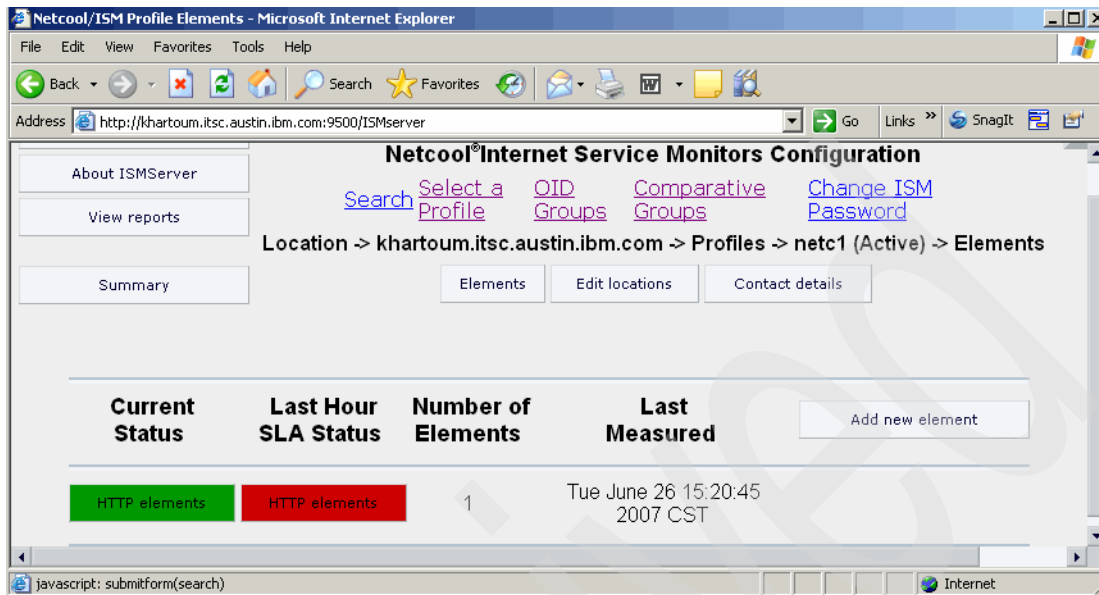 Netcool/ISM Profile Elements - Microsoft Internet Explorer
File Edit View Favorites Tools Help
Back Search Favorites
Address http://khartoum.itsc.austin.ibm.com:9500/ISMserver Go Links » SnagIt
About ISMServer
View reports
Summary
Netcool®Internet Service Monitors Configuration
Search Select a Profile OID Groups Comparative Groups Change ISM Password
Location -> khartoum.itsc.austin.ibm.com -> Profiles -> netc1 (Active) -> Elements
Elements Edit locations Contact details
Current Status Last Hour SLA Status Number of Elements Last Measured Add new element
HTTP elements HTTP elements 1 Tue June 26 15:20:45 2007 CST
javascript: submitform(search) Internet